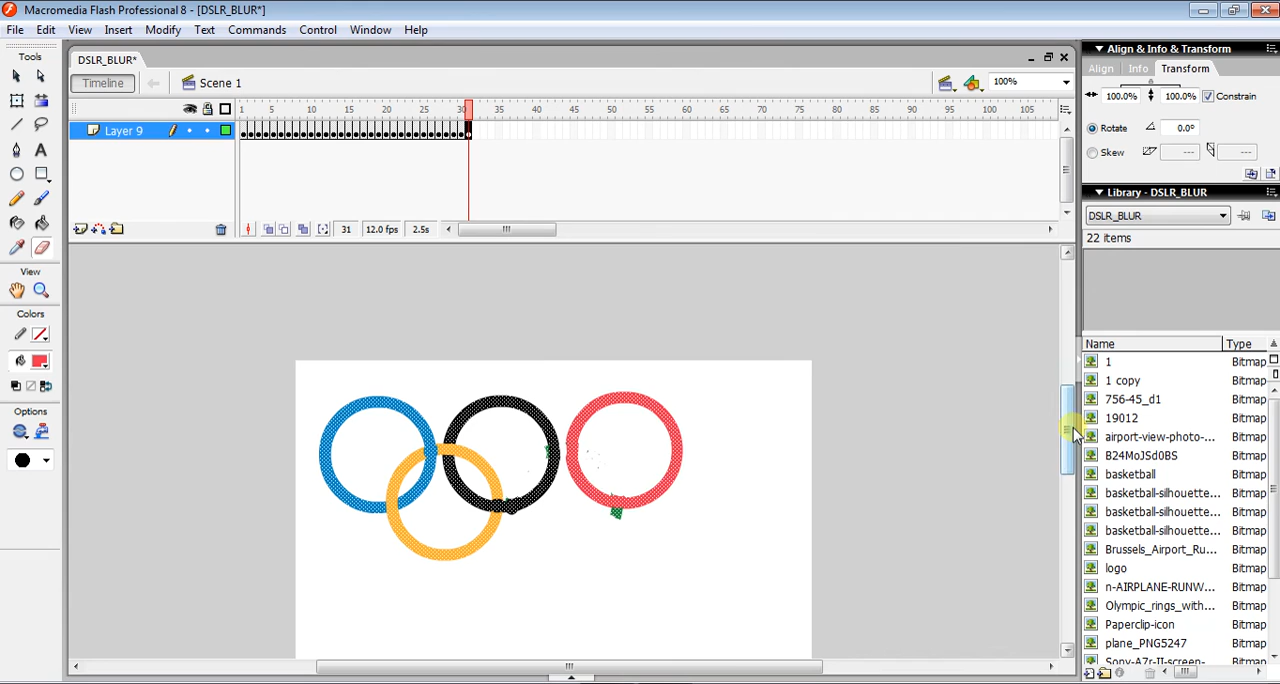 Macromedia Flash Professional 8 - [DSLR_BLUR*]
File Edit View Insert Modify Text Commands Control Window Help
Tools
DSLR_BLUR*
Timeline
Scene 1
100%
1 5 10 15 20 25 30 35 40 45 50 55 60 65 70 75 80 85 90 95 100 105
Layer 9
31 12.0 fps 2.5s
View
Colors
Options
Align & Info & Transform
Align Info Transform
100.0% 100.0% Constrain
Rotate 0.0°
Skew --- ---
Library - DSLR_BLUR
DSLR_BLUR
22 items
Name Type
1 Bitmap
1 copy Bitmap
756-45_d1 Bitmap
19012 Bitmap
airport-view-photo-... Bitmap
B24MoJSd0BS Bitmap
basketball Bitmap
basketball-silhouette... Bitmap
basketball-silhouette... Bitmap
basketball-silhouette... Bitmap
Brussels_Airport_Ru... Bitmap
logo Bitmap
n-AIRPLANE-RUNW... Bitmap
Olympic_rings_with... Bitmap
Paperclip-icon Bitmap
plane_PNG5247 Bitmap
Sony-A7r-II-screen- Bitmap